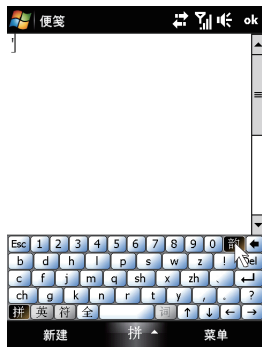 便笺 ok
Esc 1 2 3 4 5 6 7 8 9 0 韵
b d h l p s w z !
c f j m q sh x zh 、
ch g k n r t y , . ?
拼 英 符 全 词 ↑ ↓ ← →
新建 拼 菜单